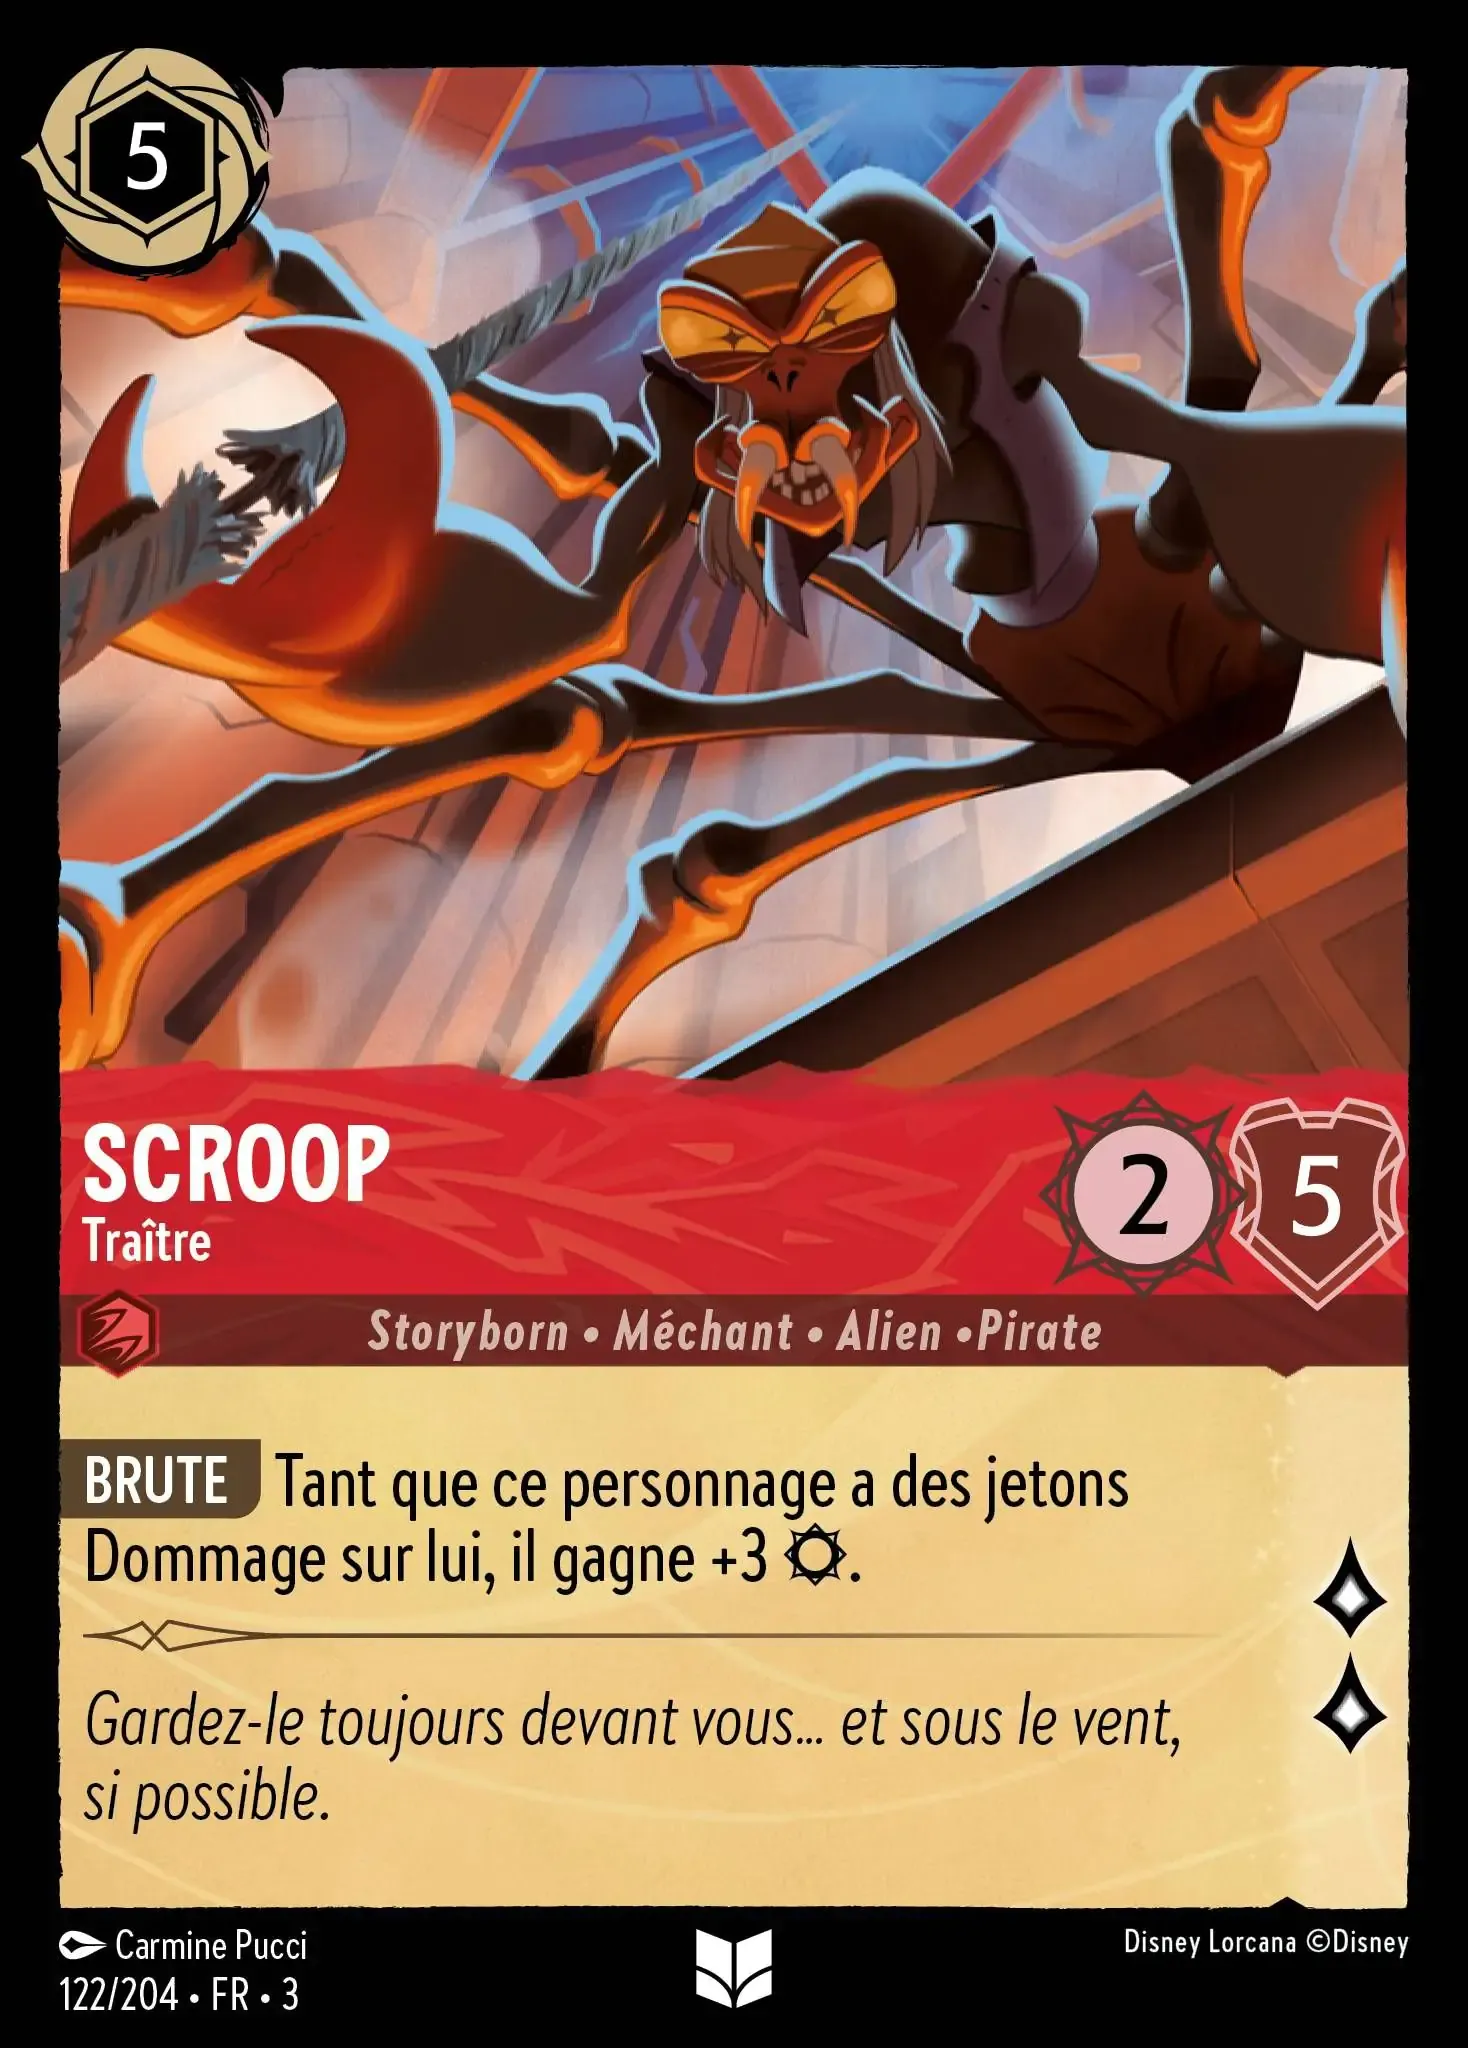 5
SCROOP
Traître
2
5
Storyborn • Méchant • Alien •Pirate
BRUTE Tant que ce personnage a des jetons
Dommage sur lui, il gagne +3 .
Gardez-le toujours devant vous... et sous le vent,
si possible.
Carmine Pucci
122/204 • FR • 3
Disney Lorcana ©Disney